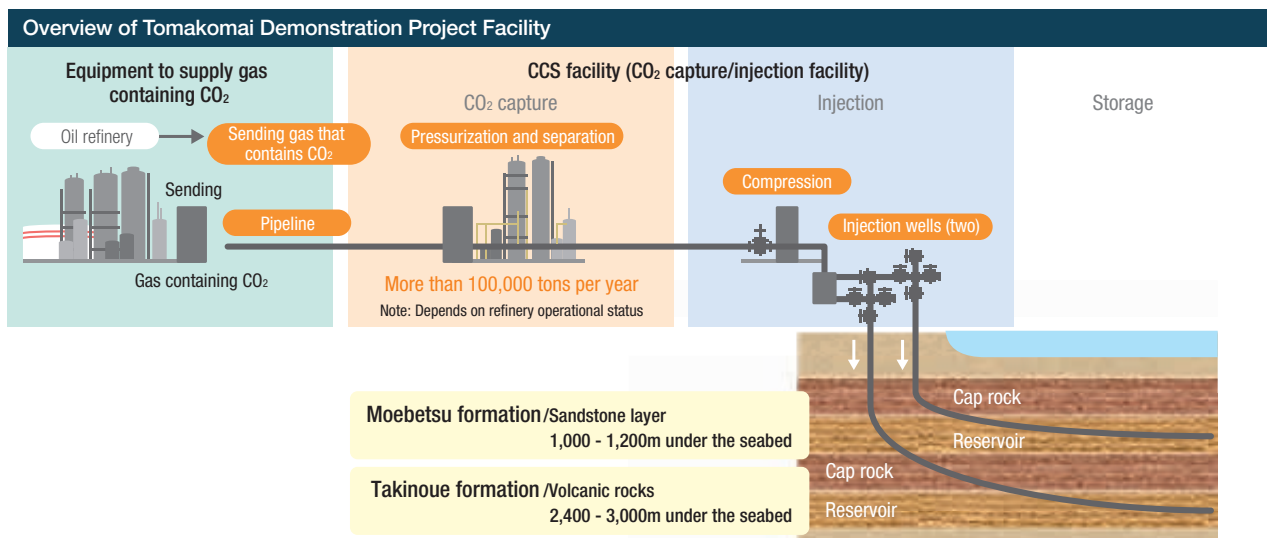 Overview of Tomakomai Demonstration Project Facility
Equipment to supply gas
containing CO₂
CCS facility (CO₂ capture/injection facility)
CO₂ capture
Injection
Storage
Oil refinery
Sending gas that
contains CO₂
Pressurization and separation
Sending
Compression
Pipeline
Injection wells (two)
Gas containing CO₂
More than 100,000 tons per year
Note: Depends on refinery operational status
Moebetsu formation/Sandstone layer
1,000 - 1,200m under the seabed
Cap rock
Reservoir
Takinoue formation/Volcanic rocks
2,400 - 3,000m under the seabed
Cap rock
Reservoir